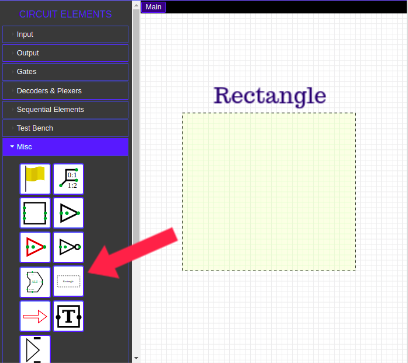 Main
CIRCUIT ELEMENTS
Input
Output
Gates
Decoders & Plexers
Sequential Elements
Test Bench
Misc
0:1
1:2
T
Rectangle